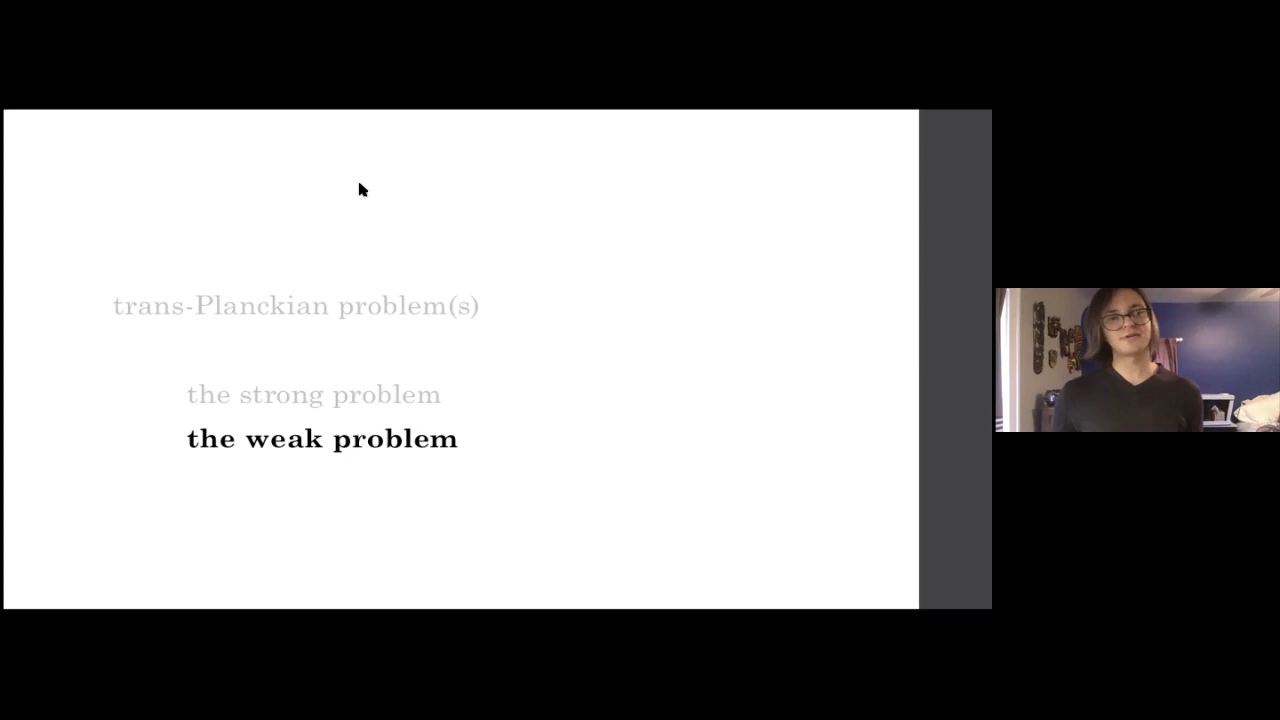 trans-Planckian problem(s)
the strong problem
the weak problem